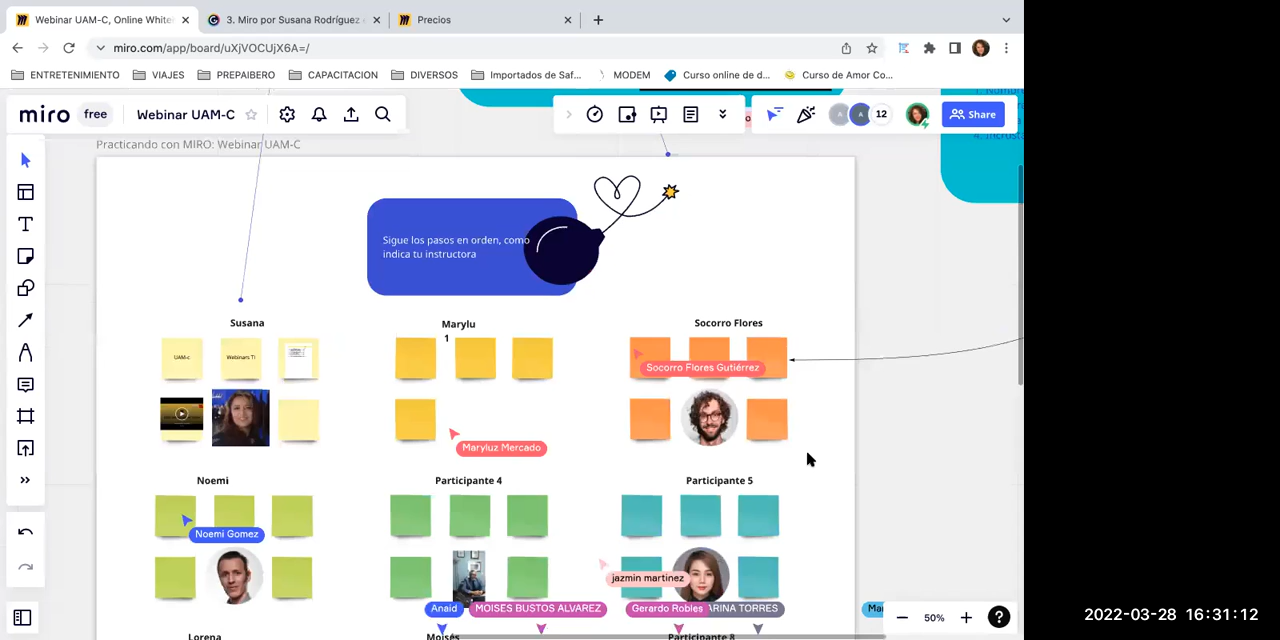 Webinar UAM-C, Online White
3. Miro por Susana Rodríguez
Precios
miro.com/app/board/uXjVOCUjX6A=/
ENTRETENIMIENTO
VIAJES
PREPAIBERO
CAPACITACION
DIVERSOS
Importados de Saf...
MODEM
Curso online de d...
Curso de Amor Co...
miro
free
Webinar UAM-C
A
A
12
Share
Practicando con MIRO: Webinar UAM-C
Sigue los pasos en orden, como
indica tu instructora
Susana
Marylu
1
Socorro Flores
UAM-c
Webinars TI
Socorro Flores Gutiérrez
Maryluz Mercado
Noemi
Participante 4
Participante 5
Noemi Gomez
jazmin martinez
Anaid
MOISES BUSTOS ALVAREZ
Gerardo Robles
ARINA TORRES
50%
2022-03-28 16:31:12
Lorena
Moisés
Participante 8